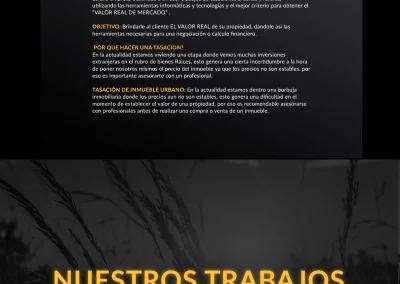 utilizando las herramientas informáticas y tecnologías y el mejor criterio para obtener el
"VALOR REAL DE MERCADO" .
OBJETIVO: Brindarle al cliente EL VALOR REAL de su propiedad, dandole así las
herramientas necesarias para una negociación o calculo financiero.
POR QUE HACER UNA TASACION?
En la actualidad estamos viviendo una etapa donde vemos muchas inversiones
extranjeras en el rubro de bienes Raíces, esto genera una cierta incertidumbre a la hora
de poner nosotros mismos el precio del inmueble ya que los precios no son estables. por
eso es importante asesorarte con un profesional.
TASACIÓN DE INMUEBLE URBANO: En la actualidad estamos dentro una burbuja
inmobiliaria donde los precios aun no son estables, esto genera una dificultad en el
momento de establecer el valor de una propiedad, por eso es recomendable asesorarse
con profesionales antes de realizar una compra o venta de un inmueble.
NUESTROS TRABAJOS